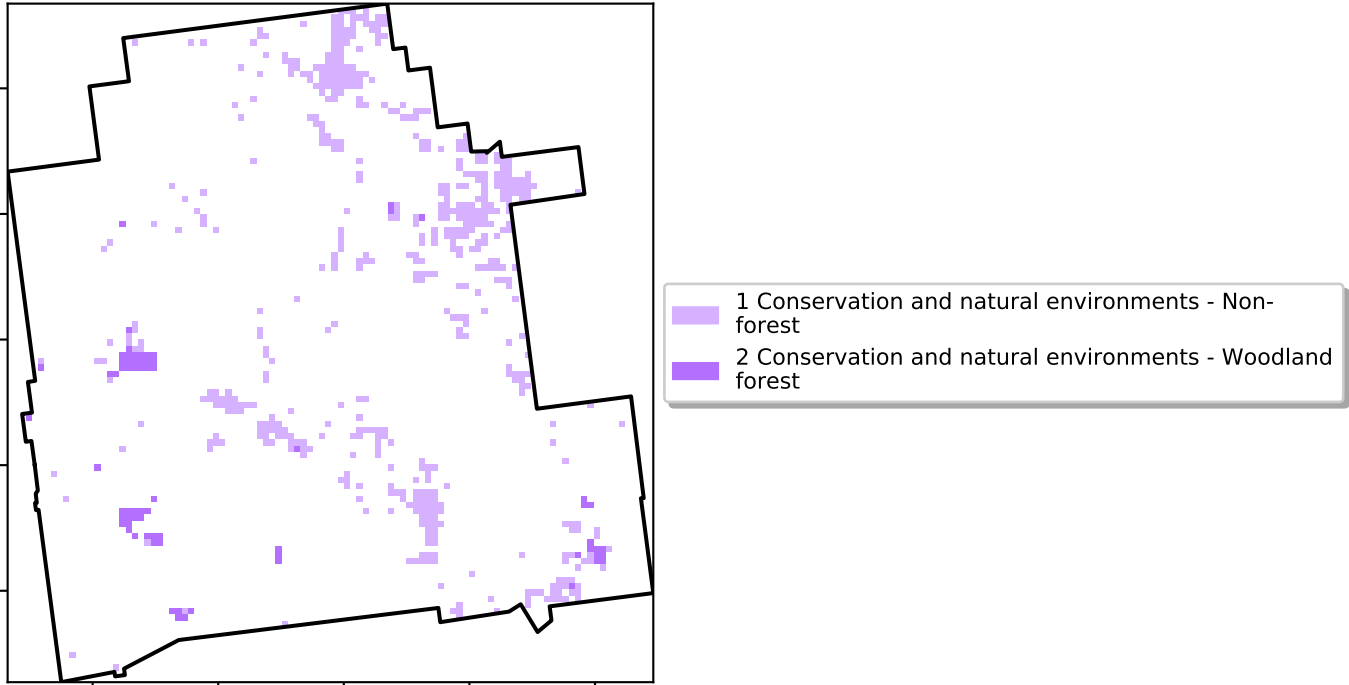 1 Conservation and natural environments - Non-
forest
2 Conservation and natural environments - Woodland
forest